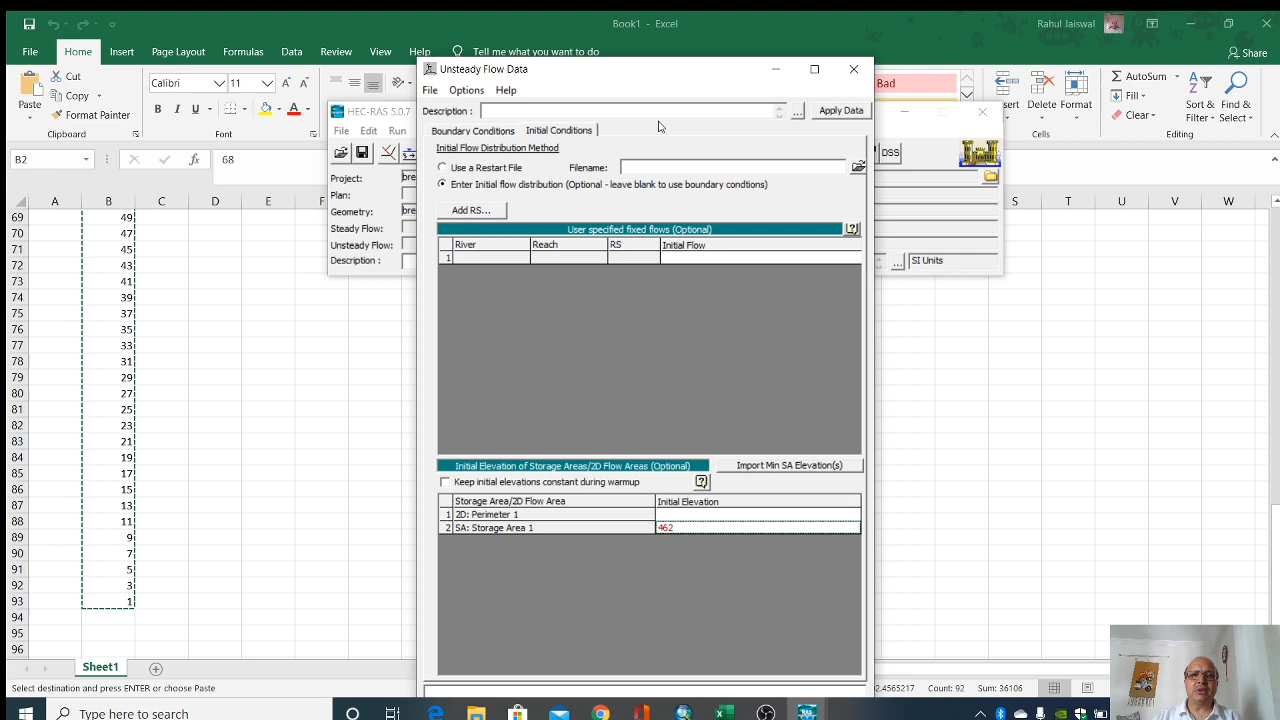 Book1 - Excel
Rahul Jaiswal
File Home Insert Page Layout Formulas Data Review View Help Tell me what you want to do
Share
Paste
Cut
Copy
Format Painter
Clipboard
Calibri 11
B I U
Bad
Insert Delete Format
Cells
AutoSum
Fill
Clear
Sort & Filter
Find & Select
Editing
B2
fx 68
A B C D E F
S T U V W
69 49
70 47
71 45
72 43
73 41
74 39
75 37
76 35
77 33
78 31
79 29
80 27
81 25
82 23
83 21
84 19
85 17
86 15
87 13
88 11
89 9
90 7
91 5
92 3
93 1
94
95
96
HEC-RAS 5.0.7
File Edit Run
Project: bre
Plan:
Geometry: bre
Steady Flow:
Unsteady Flow:
Description :
DSS
... SI Units
Unsteady Flow Data
File Options Help
Description : ... Apply Data
Boundary Conditions Initial Conditions
Initial Flow Distribution Method
Use a Restart File Filename:
Enter Initial flow distribution (Optional - leave blank to use boundary condtions)
Add RS...
User specified fixed flows (Optional)
River Reach RS Initial Flow
1
Initial Elevation of Storage Areas/2D Flow Areas (Optional) Import Min SA Elevation(s)
Keep initial elevations constant during warmup
Storage Area/2D Flow Area Initial Elevation
1 2D: Perimeter 1
2 SA: Storage Area 1 462
Sheet1
Select destination and press ENTER or choose Paste
2.4565217 Count: 92 Sum: 36106
Type here to search